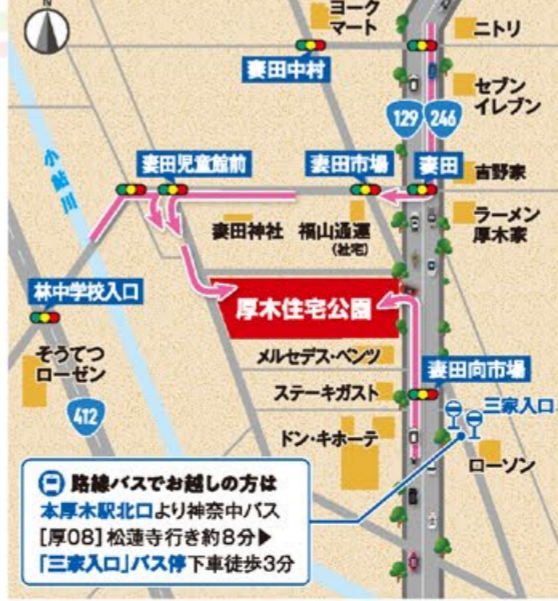 N
ヨーク
マート
ニトリ
妻田中村
セブン
イレブン
129
246
小鮎川
妻田児童館前
妻田市場
妻田
吉野家
妻田神社
福山通運
(社宅)
ラーメン
厚木家
林中学校入口
厚木住宅公園
そうてつ
ローゼン
メルセデス・ベンツ
妻田向市場
ステーキガスト
三家入口
412
ドン・キホーテ
ローソン
路線バスでお越しの方は
本厚木駅北口より神奈中バス
[厚08]松蓮寺行き約8分▶
「三家入口」バス停下車徒歩3分